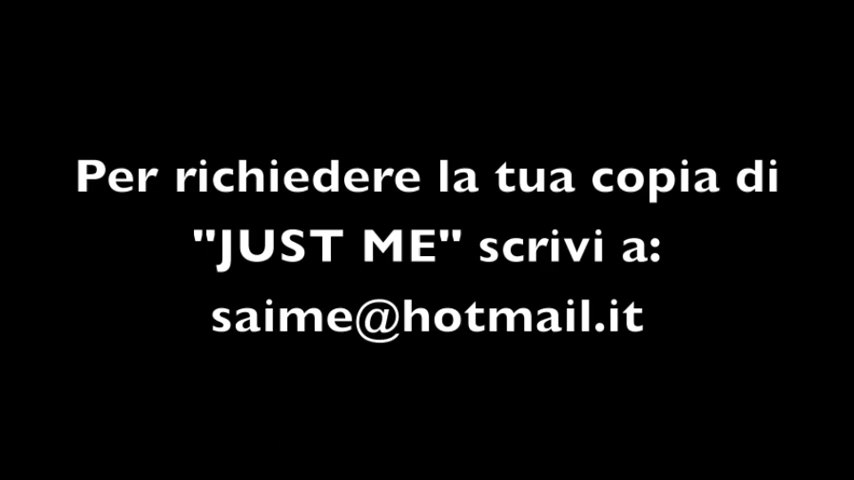 Per richiedere la tua copia di
"JUST ME" scrivi a:
saime@hotmail.it